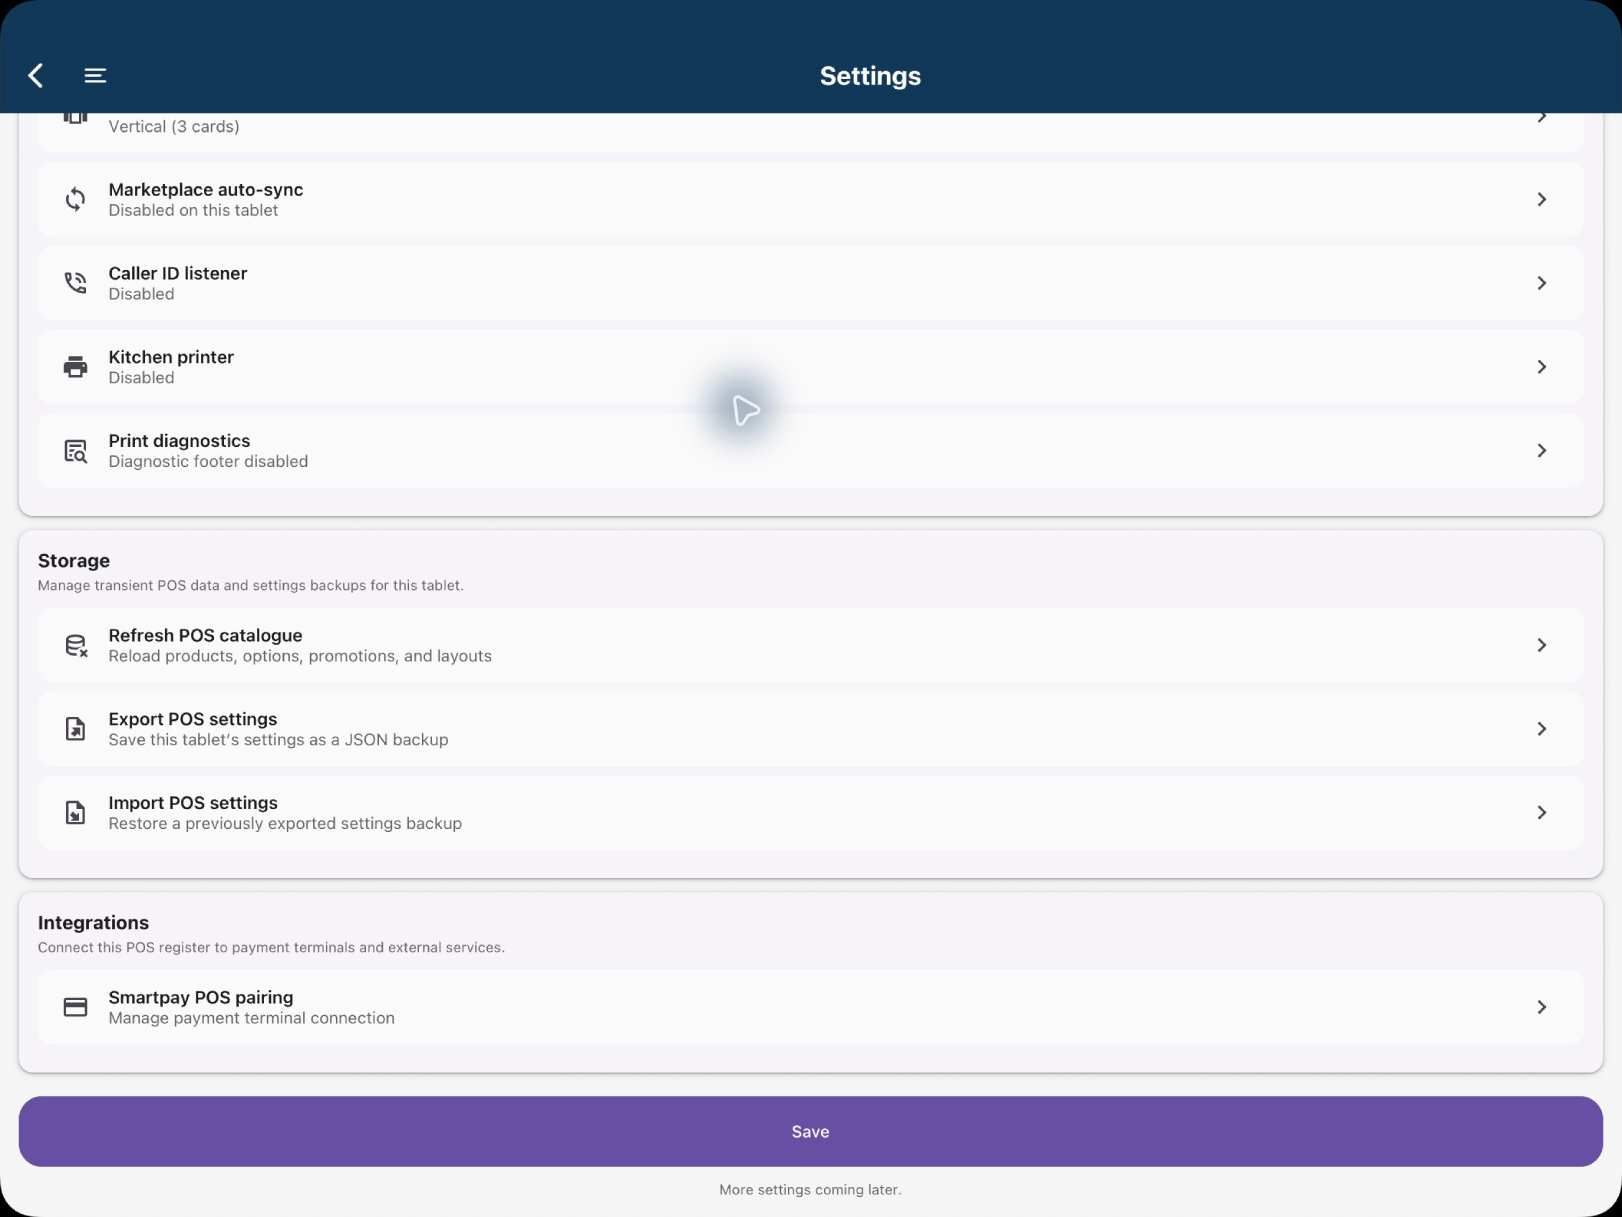 Settings
Vertical (3 cards)
Marketplace auto-sync
Disabled on this tablet
Caller ID listener
Disabled
Kitchen printer
Disabled
Print diagnostics
Diagnostic footer disabled
Storage
Manage transient POS data and settings backups for this tablet.
Refresh POS catalogue
Reload products, options, promotions, and layouts
Export POS settings
Save this tablet's settings as a JSON backup
Import POS settings
Restore a previously exported settings backup
Integrations
Connect this POS register to payment terminals and external services.
Smartpay POS pairing
Manage payment terminal connection
Save
More settings coming later.